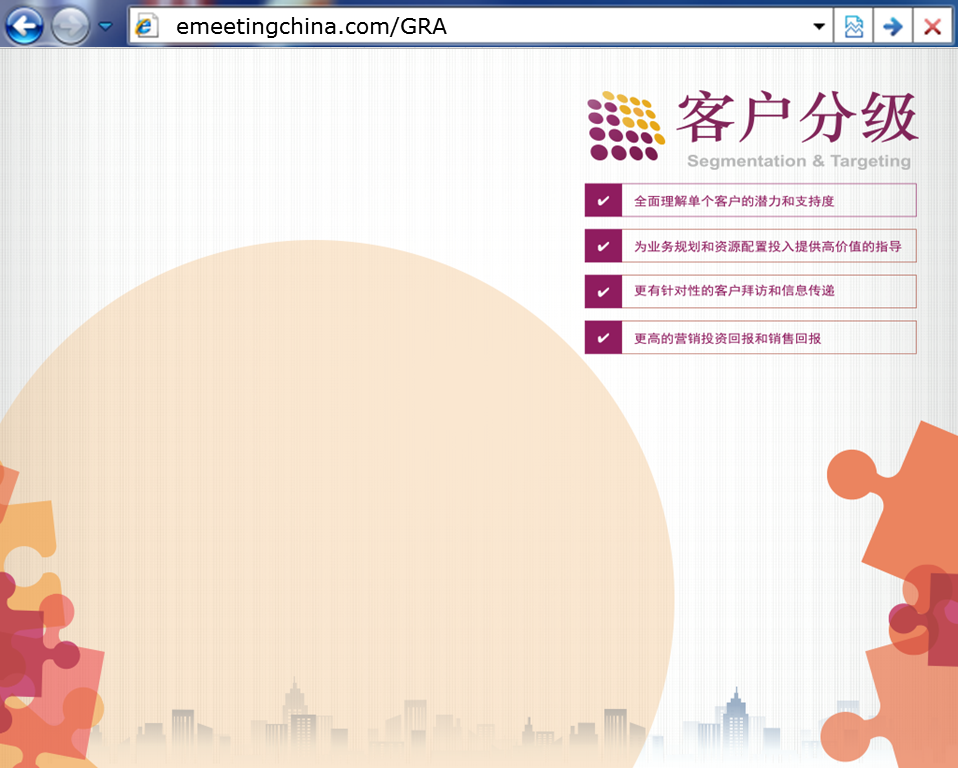 emeetingchina.com/GRA
客户分级
Segmentation & Targeting
全面理解单个客户的潜力和支持度
为业务规划和资源配置投入提供高价值的指导
更有针对性的客户拜访和信息传递
更高的营销投资回报和销售回报